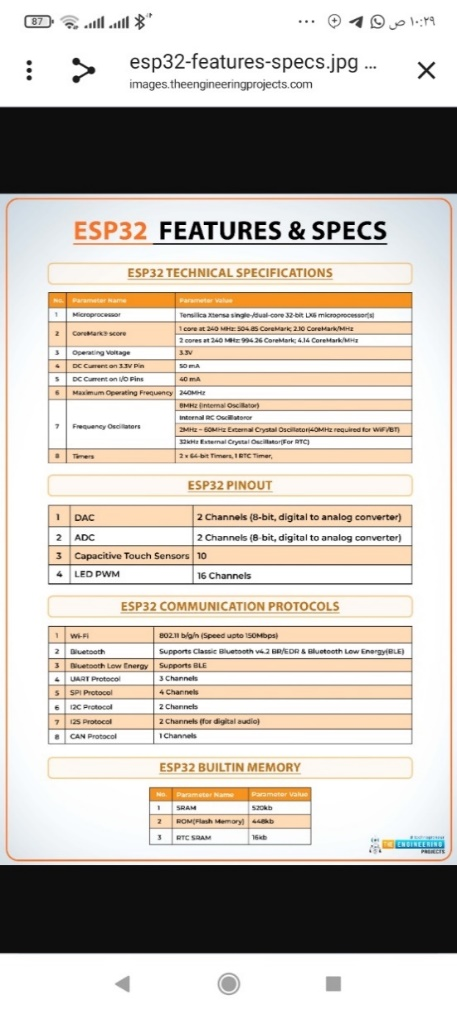 87
١٠:٢٩ ص
esp32-features-specs.jpg ...
images.theengineeringprojects.com
ESP32 FEATURES & SPECS
ESP32 TECHNICAL SPECIFICATIONS
No. Parameter Name Parameter Value
1 Microprocessor Tensilica Xtensa single-/dual-core 32-bit LX6 microprocessor(s)
2 CoreMark® score 1 core at 240 MHz: 504.85 CoreMark; 2.10 CoreMark/MHz
2 cores at 240 MHz: 994.26 CoreMark; 4.14 CoreMark/MHz
3 Operating Voltage 3.3V
4 DC Current on 3.3V Pin 50 mA
5 DC Current on I/O Pins 40 mA
6 Maximum Operating Frequency 240MHz
7 Frequency Oscillators 8MHz (Internal Oscillator)
Internal RC Oscillatoror
2MHz – 60MHz External Crystal Oscillator(40MHz required for WiFi/BT)
32kHz External Crystal Oscillator(For RTC)
8 Timers 2 x 64-bit Timers, 1 RTC Timer,
ESP32 PINOUT
1 DAC 2 Channels (8-bit, digital to analog converter)
2 ADC 2 Channels (8-bit, digital to analog converter)
3 Capacitive Touch Sensors 10
4 LED PWM 16 Channels
ESP32 COMMUNICATION PROTOCOLS
1 Wi-Fi 802.11 b/g/n (Speed upto 150Mbps)
2 Bluetooth Supports Classic Bluetooth v4.2 BR/EDR & Bluetooth Low Energy(BLE)
3 Bluetooth Low Energy Supports BLE
4 UART Protocol 3 Channels
5 SPI Protocol 4 Channels
6 I2C Protocol 2 Channels
7 I2S Protocol 2 Channels (for digital audio)
8 CAN Protocol 1 Channels
ESP32 BUILTIN MEMORY
No. Parameter Name Parameter Value
1 SRAM 520kb
2 ROM(Flash Memory) 448kb
3 RTC SRAM 16kb
THE ENGINEERING
PROJECTS